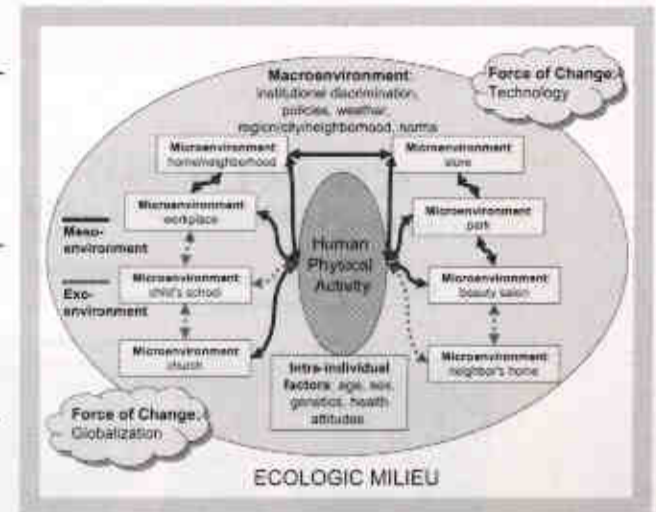 Macroenvironment:
institutional discrimination,
policies, weather,
region/city/neighborhood, norms
Force of Change:
Technology
Microenvironment
home/neighborhood
Microenvironment
store
Microenvironment
workplace
Microenvironment
park
Meso-
environment
Human
Physical
Activity
Microenvironment
child's school
Microenvironment
beauty salon
Exo-
environment
Microenvironment
church
Microenvironment
neighbor's home
Intra-individual
factors: age, sex,
genetics, health
attitudes
Force of Change:
Globalization
ECOLOGIC MILIEU